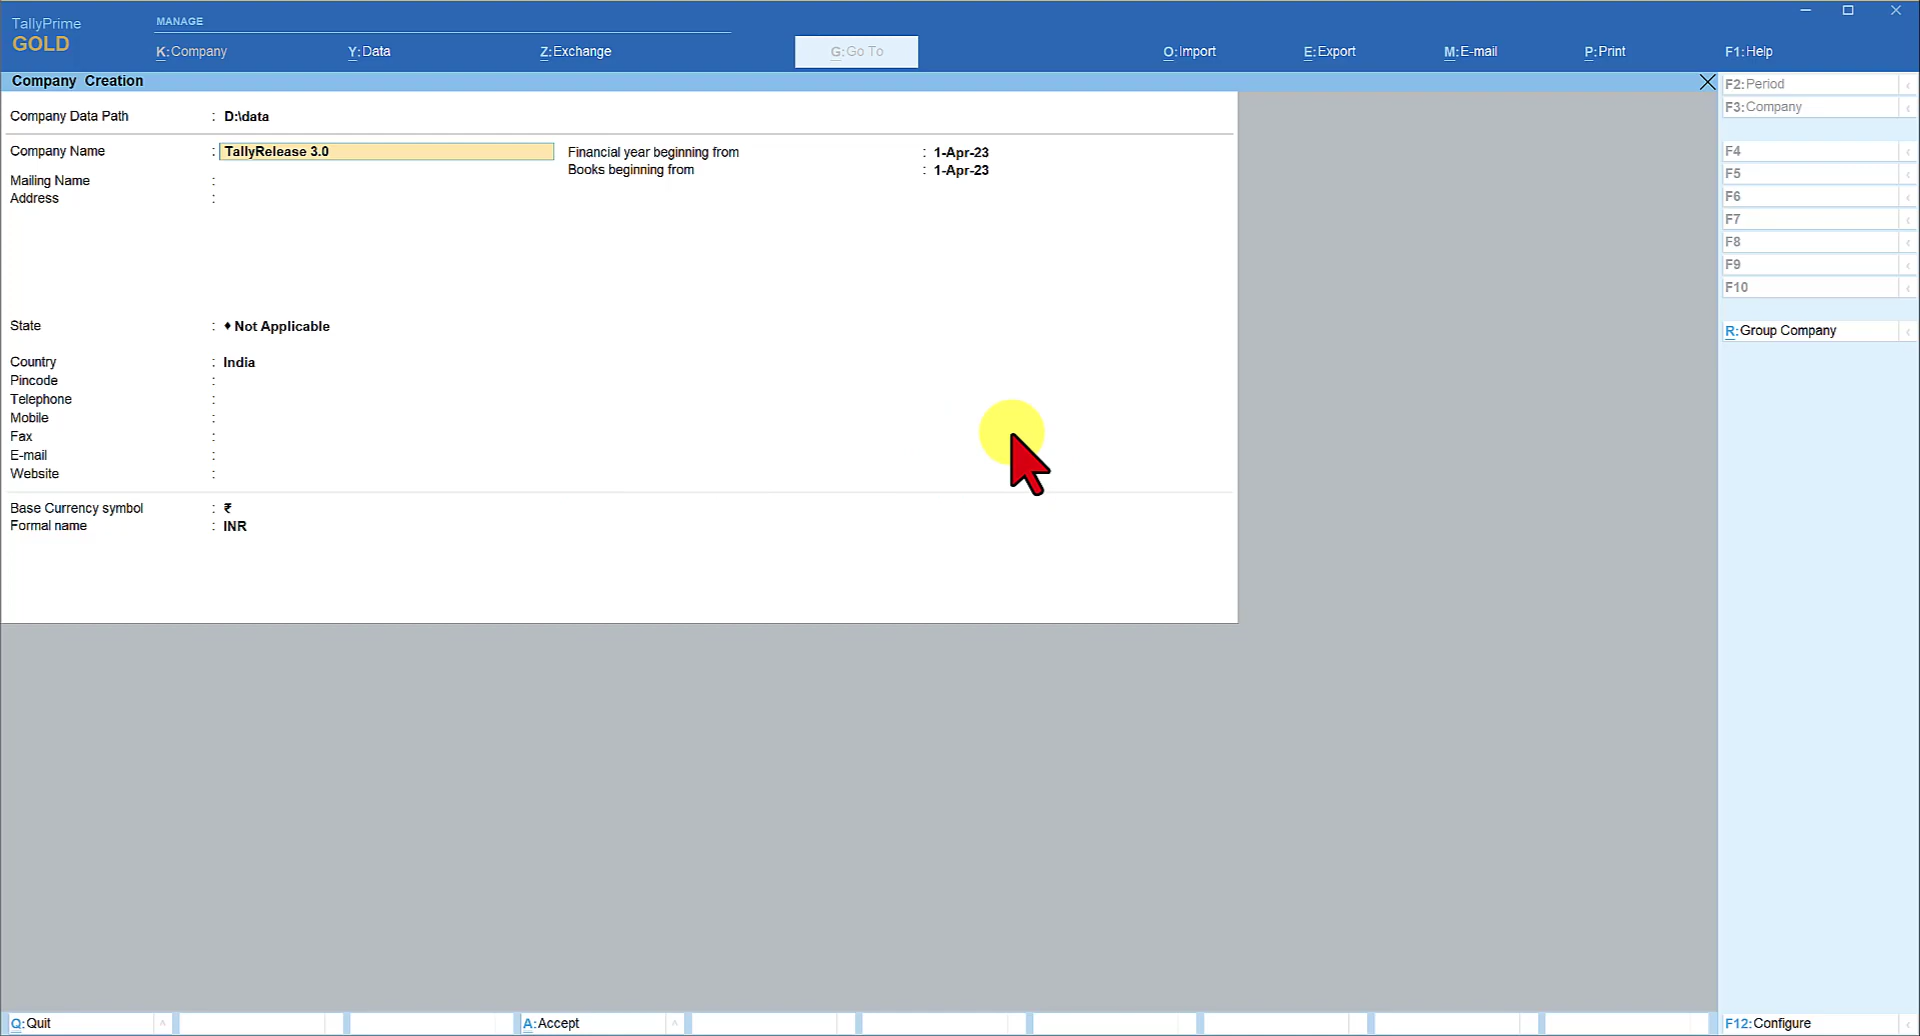 TallyPrime
GOLD
MANAGE
K:Company
Y:Data
Z:Exchange
G:Go To
O:Import
E:Export
M:E-mail
P:Print
F1:Help
Company Creation
Company Data Path : D:\data
Company Name : TallyRelease 3.0
Mailing Name :
Address :
Financial year beginning from : 1-Apr-23
Books beginning from : 1-Apr-23
State : ♦ Not Applicable
Country : India
Pincode :
Telephone :
Mobile :
Fax :
E-mail :
Website :
Base Currency symbol : ₹
Formal name : INR
F2:Period
F3:Company
F4
F5
F6
F7
F8
F9
F10
R:Group Company
Q:Quit
A:Accept
F12:Configure